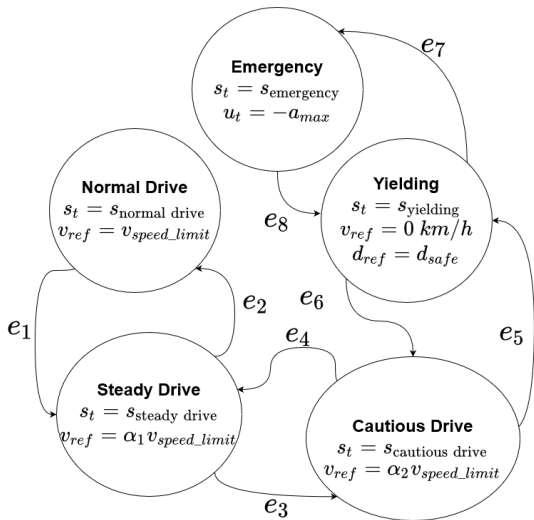 e_7
Emergency
s_t = s_emergency
u_t = -a_max
Normal Drive
s_t = s_normal drive
v_ref = v_speed_limit
Yielding
s_t = s_yielding
v_ref = 0 km/h
d_ref = d_safe
e_8
e_1
e_2
e_6
e_4
e_5
Steady Drive
s_t = s_steady drive
v_ref = α_1 v_speed_limit
Cautious Drive
s_t = s_cautious drive
v_ref = α_2 v_speed_limit
e_3